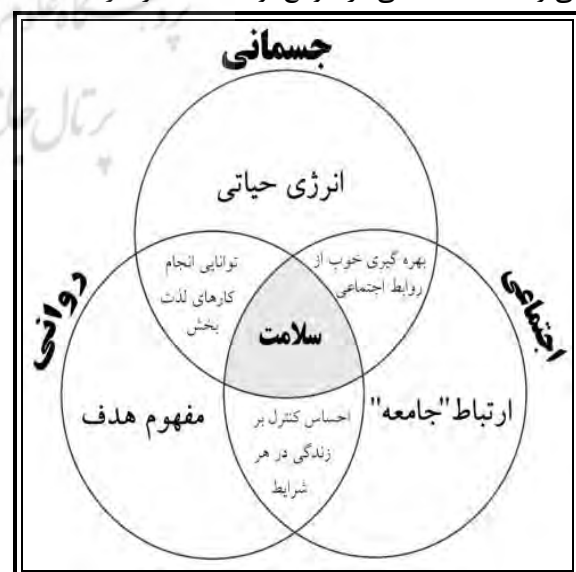 جسمانی
انرژی حیاتی
توانایی انجام
کارهای لذت
بخش
بهره گیری خوب از
روابط اجتماعی
روانی
اجتماعی
سلامت
مفهوم هدف
ارتباط"جامعه"
احساس کنترل بر
زندگی در هر
شرایط